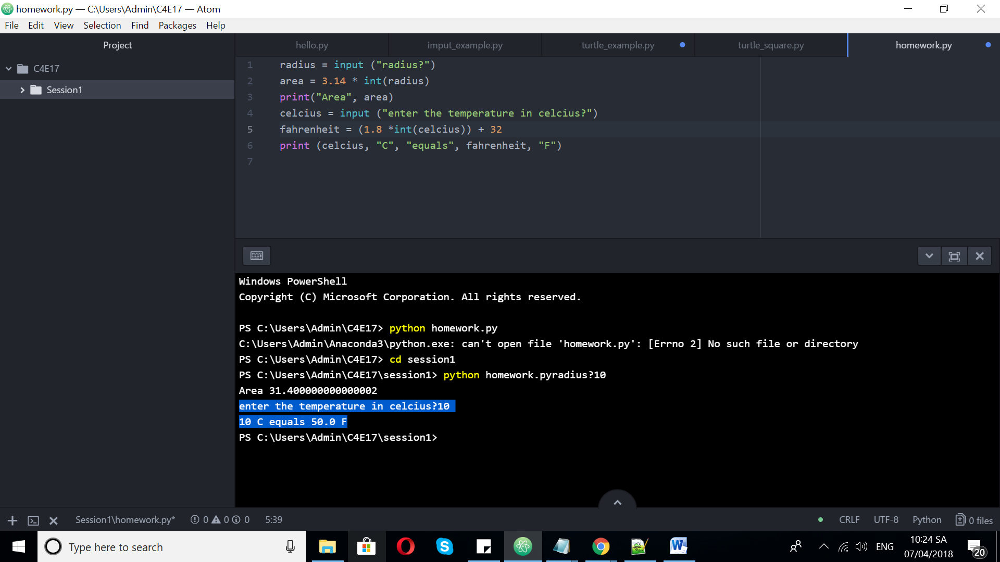 homework.py — C:\Users\Admin\C4E17 — Atom
File Edit View Selection Find Packages Help
Project
hello.py
imput_example.py
turtle_example.py
turtle_square.py
homework.py
C4E17
Session1
1 radius = input ("radius?")
2 area = 3.14 * int(radius)
3 print("Area", area)
4 celcius = input ("enter the temperature in celcius?")
5 fahrenheit = (1.8 *int(celcius)) + 32
6 print (celcius, "C", "equals", fahrenheit, "F")
7
Windows PowerShell
Copyright (C) Microsoft Corporation. All rights reserved.
PS C:\Users\Admin\C4E17> python homework.py
C:\Users\Admin\Anaconda3\python.exe: can't open file 'homework.py': [Errno 2] No such file or directory
PS C:\Users\Admin\C4E17> cd session1
PS C:\Users\Admin\C4E17\session1> python homework.pyradius?10
Area 31.400000000000002
enter the temperature in celcius?10
10 C equals 50.0 F
PS C:\Users\Admin\C4E17\session1>
Session1\homework.py* 0 0 0 5:39 CRLF UTF-8 Python 0 files
Type here to search
ENG
10:24 SA
07/04/2018
20